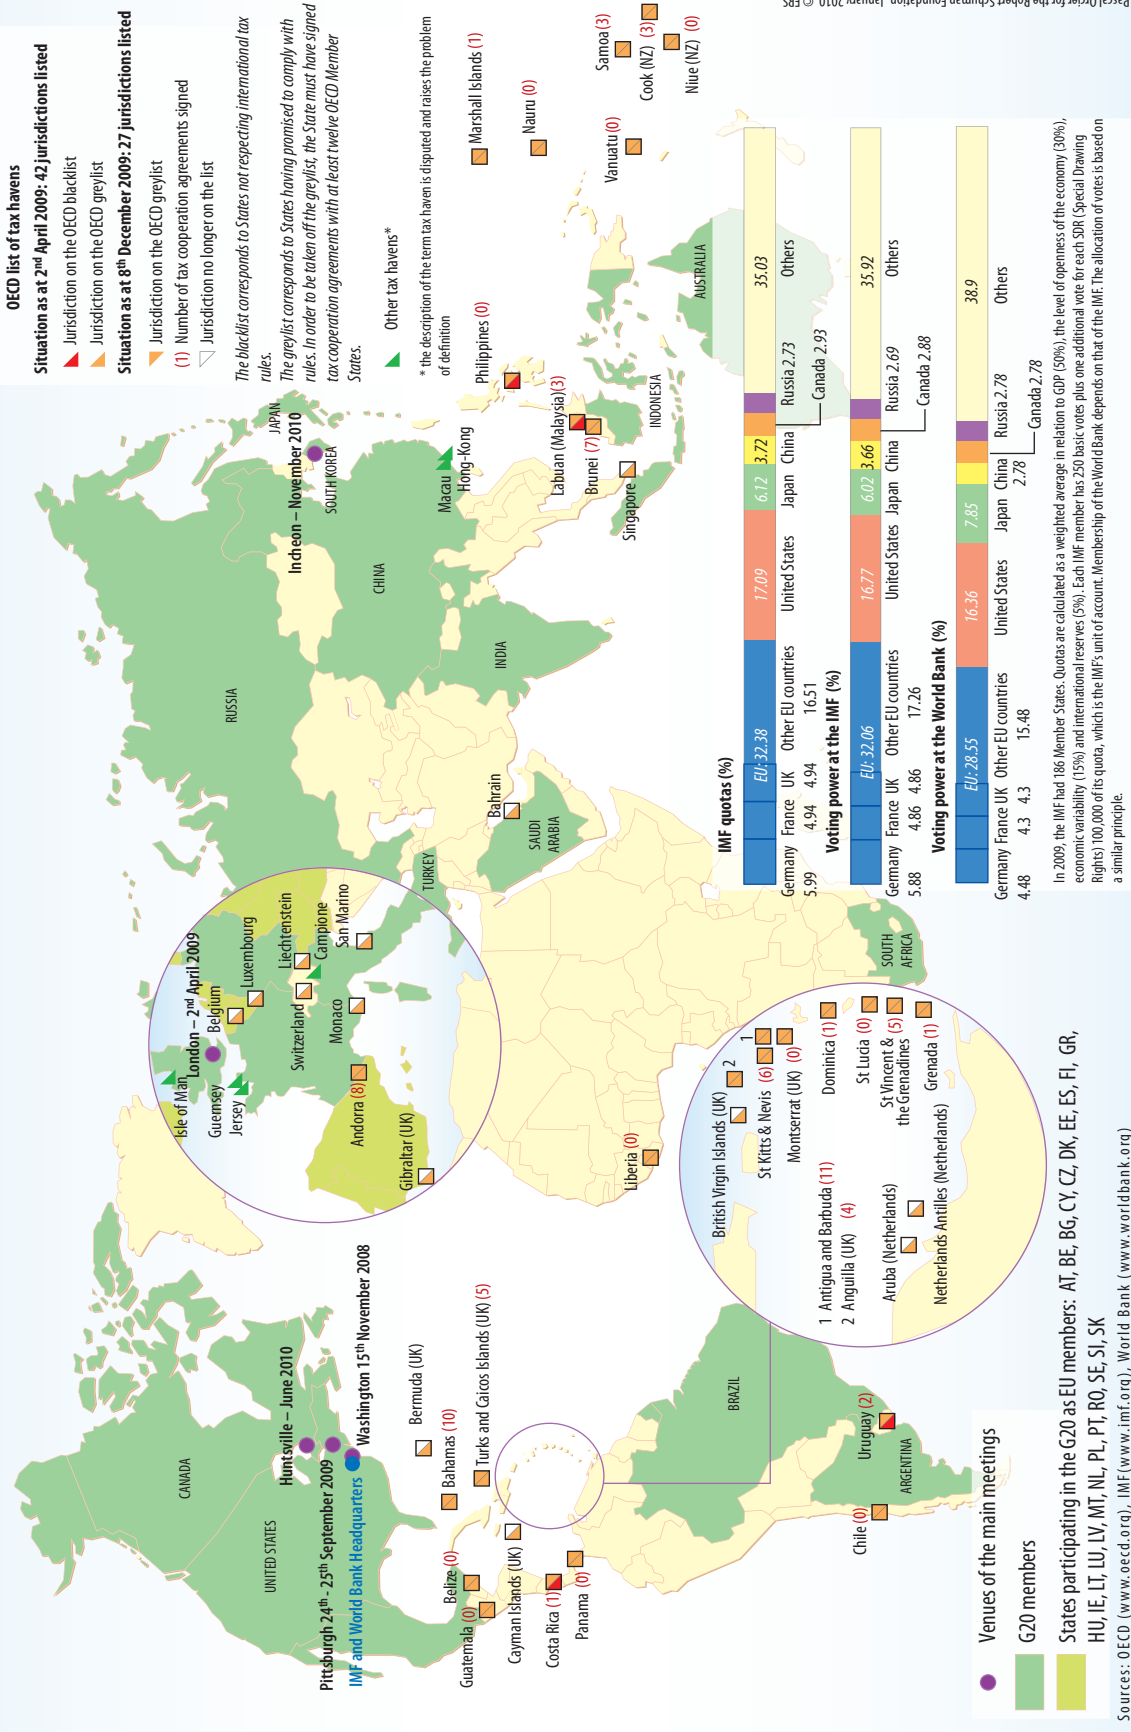 OECD list of tax havens
Situation as at 2nd April 2009: 42 jurisdictions listed
Jurisdiction on the OECD blacklist
Jurisdiction on the OECD greylist
Situation as at 8th December 2009: 27 jurisdictions listed
Jurisdiction on the OECD greylist
(1) Number of tax cooperation agreements signed
Jurisdiction no longer on the list
The blacklist corresponds to States not respecting international tax
rules.
The greylist corresponds to States having promised to comply with
rules. In order to be taken off the greylist, the State must have signed
tax cooperation agreements with at least twelve OECD Member
States.
Other tax havens*
* the description of the term tax haven is disputed and raises the problem
of definition
CANADA
UNITED STATES
Huntsville – June 2010
Pittsburgh 24th - 25th September 2009
Washington 15th November 2008
IMF and World Bank Headquarters
Bermuda (UK)
Bahamas (10)
Turks and Caicos Islands (UK) (5)
Belize (0)
Guatemala (0)
Cayman Islands (UK)
Costa Rica (1)
Panama (0)
BRAZIL
Uruguay (2)
ARGENTINA
Chile (0)
Isle of Man
London – 2nd April 2009
Guernsey
Belgium
Jersey
Luxembourg
Switzerland
Liechtenstein
Campione
San Marino
Monaco
Andorra (8)
Gibraltar (UK)
RUSSIA
TURKEY
SAUDI
ARABIA
Bahrain
INDIA
CHINA
Incheon – November 2010
JAPAN
SOUTH KOREA
Macau
Hong-Kong
Philippines (0)
Labuan (Malaysia)(3)
Brunei (7)
Singapore
INDONESIA
AUSTRALIA
Marshall Islands (1)
Nauru (0)
Vanuatu (0)
Samoa (3)
Cook (NZ) (3)
Niue (NZ) (0)
SOUTH
AFRICA
Liberia (0)
British Virgin Islands (UK)
2
1
St Kitts & Nevis (6)
Montserrat (UK) (0)
1 Antigua and Barbuda (11)
2 Anguilla (UK) (4)
Dominica (1)
St Lucia (0)
St Vincent &
the Grenadines (5)
Grenada (1)
Aruba (Netherlands)
Netherlands Antilles (Netherlands)
IMF quotas (%)
EU: 32.38
17.09
6.12
3.72
35.03
Germany France UK Other EU countries United States Japan China Russia 2.73 Others
5.99 4.94 4.94 16.51
Canada 2.93
Voting power at the IMF (%)
EU: 32.06
16.77
6.02
3.66
35.92
Germany France UK Other EU countries United States Japan China Russia 2.69 Others
5.88 4.86 4.86 17.26
Canada 2.88
Voting power at the World Bank (%)
EU: 28.55
16.36
7.85
38.9
Germany France UK Other EU countries United States Japan China Russia 2.78 Others
4.48 4.3 4.3 15.48 2.78
Canada 2.78
In 2009, the IMF had 186 Member States. Quotas are calculated as a weighted average in relation to GDP (50%), the level of openness of the economy (30%),
economic variability (15%) and international reserves (5%). Each IMF member has 250 basic votes plus one additional vote for each SDR (Special Drawing
Rights) 100,000 of its quota, which is the IMF's unit of account. Membership of the World Bank depends on that of the IMF. The allocation of votes is based on
a similar principle.
Venues of the main meetings
G20 members
States participating in the G20 as EU members: AT, BE, BG, CY, CZ, DK, EE, ES, FI, GR,
HU, IE, LT, LU, LV, MT, NL, PL, PT, RO, SE, SI, SK
Sources: OECD (www.oecd.org), IMF (www.imf.org), World Bank (www.worldbank.org)
Pascal Orcier for the Robert Schuman Foundation, January 2010, © FRS